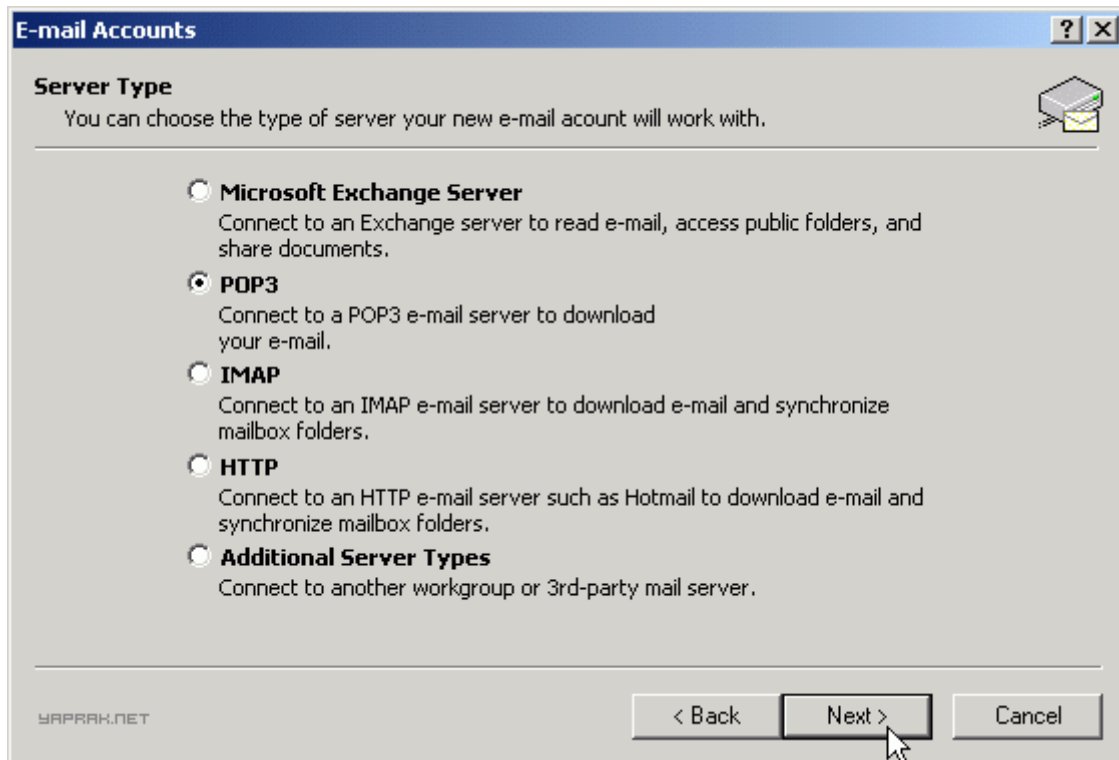 E-mail Accounts
Server Type
You can choose the type of server your new e-mail acount will work with.
Microsoft Exchange Server
Connect to an Exchange server to read e-mail, access public folders, and
share documents.
POP3
Connect to a POP3 e-mail server to download
your e-mail.
IMAP
Connect to an IMAP e-mail server to download e-mail and synchronize
mailbox folders.
HTTP
Connect to an HTTP e-mail server such as Hotmail to download e-mail and
synchronize mailbox folders.
Additional Server Types
Connect to another workgroup or 3rd-party mail server.
YAPRAK.NET
< Back
Next >
Cancel